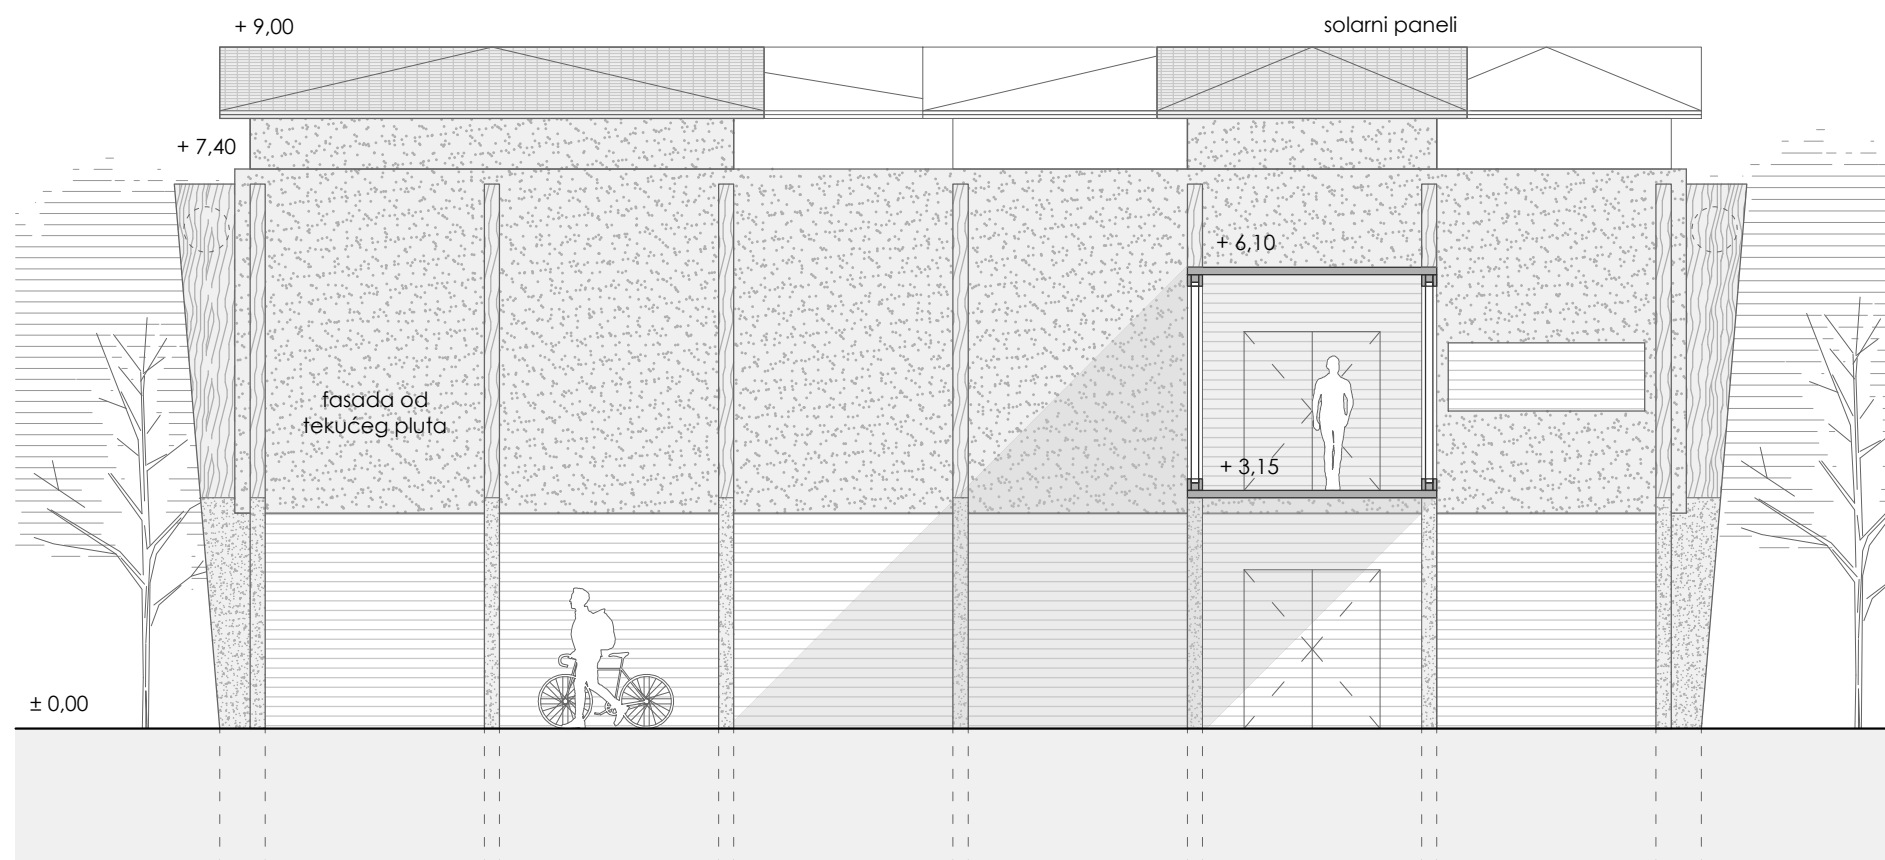 + 9,00
solarni paneli
+ 7,40
+ 6,10
fasada od
tekućeg pluta
+ 3,15
± 0,00